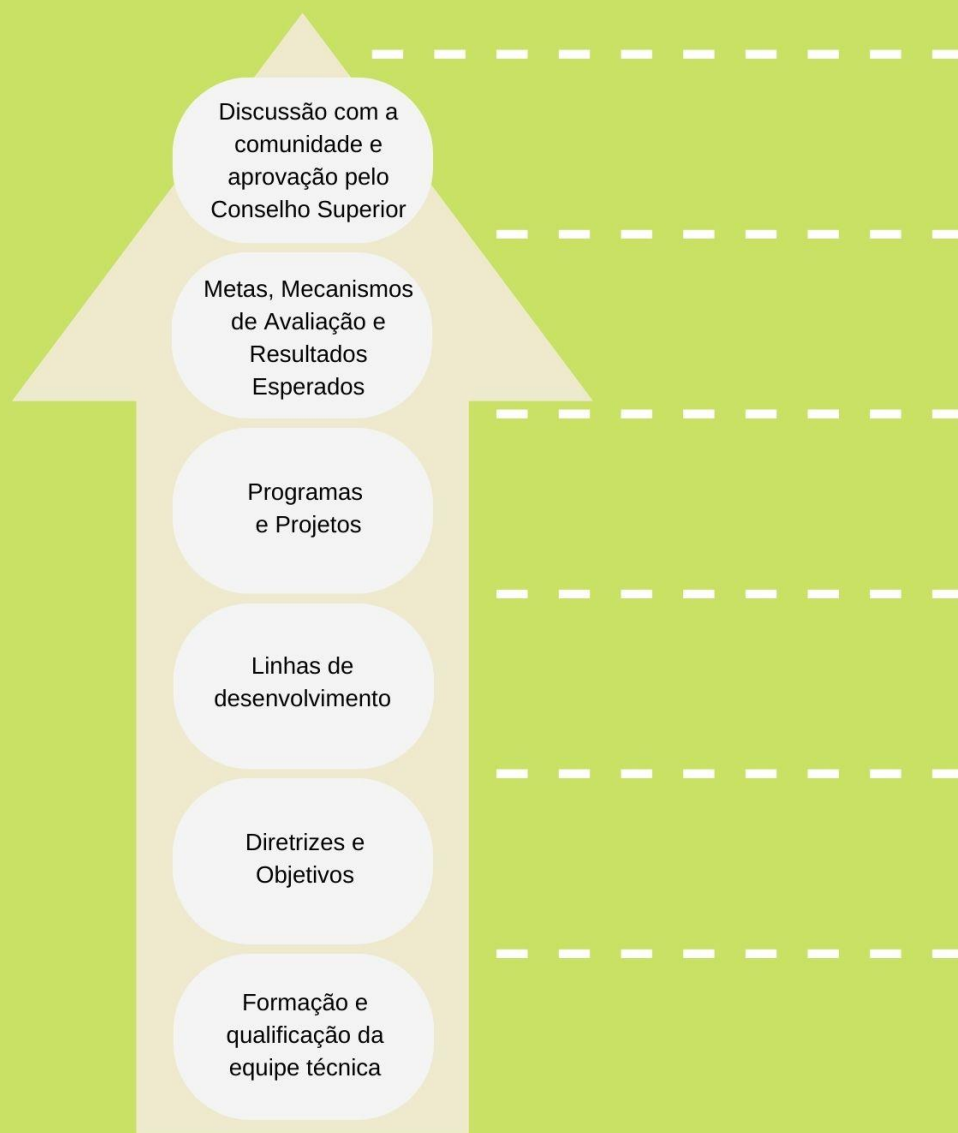 Discussão com a
comunidade e
aprovação pelo
Conselho Superior
Metas, Mecanismos
de Avaliação e
Resultados
Esperados
Programas
e Projetos
Linhas de
desenvolvimento
Diretrizes e
Objetivos
Formação e
qualificação da
equipe técnica